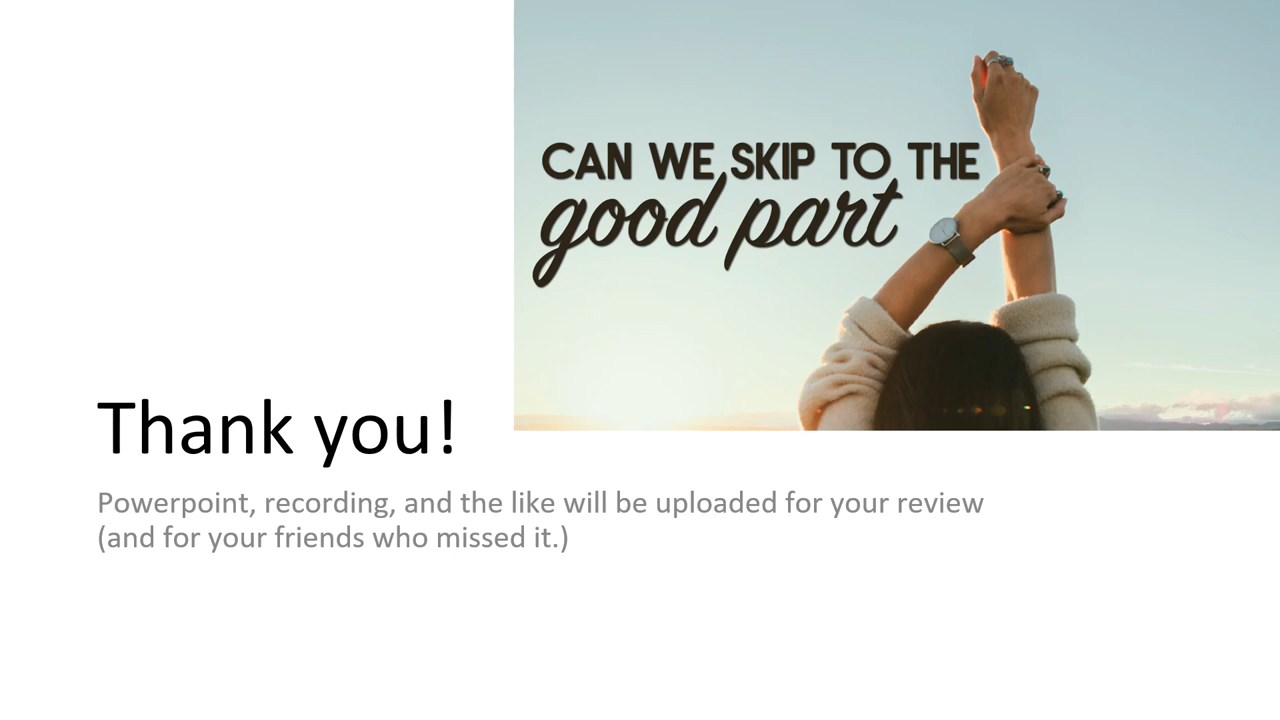 CAN WE SKIP TO THE
good part
Thank you!
Powerpoint, recording, and the like will be uploaded for your review
(and for your friends who missed it.)